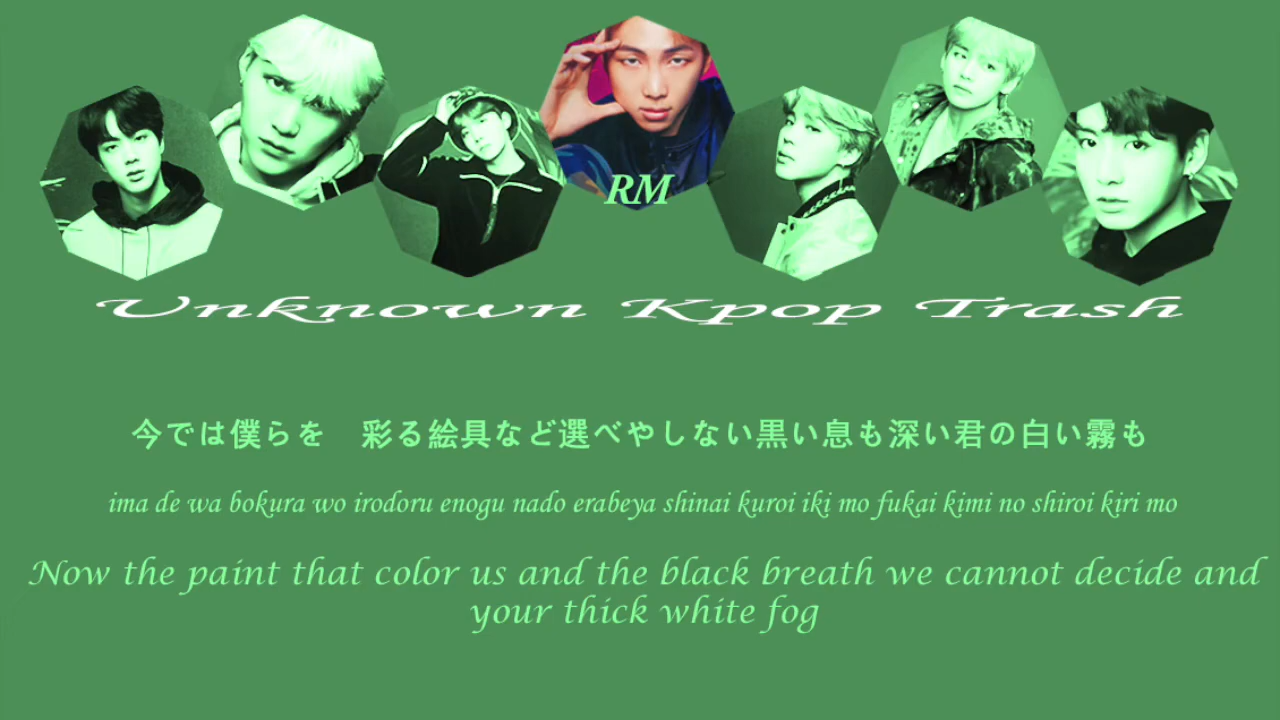 RM
Unknown Kpop Trash
今では僕らを　彩る絵具など選べやしない黒い息も深い君の白い霧も
ima de wa bokura wo irodoru enogu nado erabeya shinai kuroi iki mo fukai kimi no shiroi kiri mo
Now the paint that color us and the black breath we cannot decide and
your thick white fog